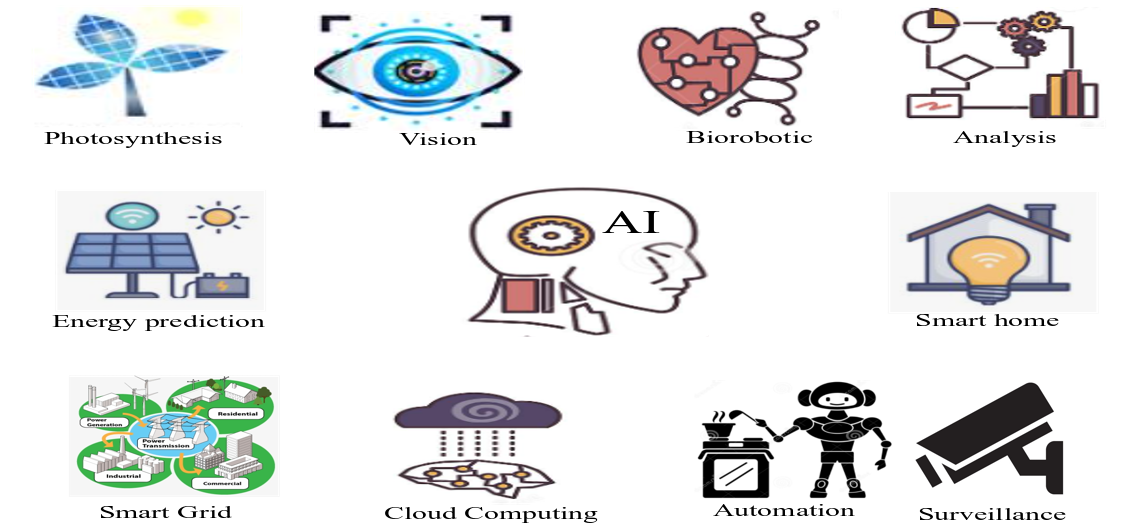 Photosynthesis
Vision
Biorobotic
Analysis
AI
Energy prediction
Smart home
Power
Generation
Residential
Power
Transmission
Industrial
Commercial
Smart Grid
Cloud Computing
Automation
Surveillance